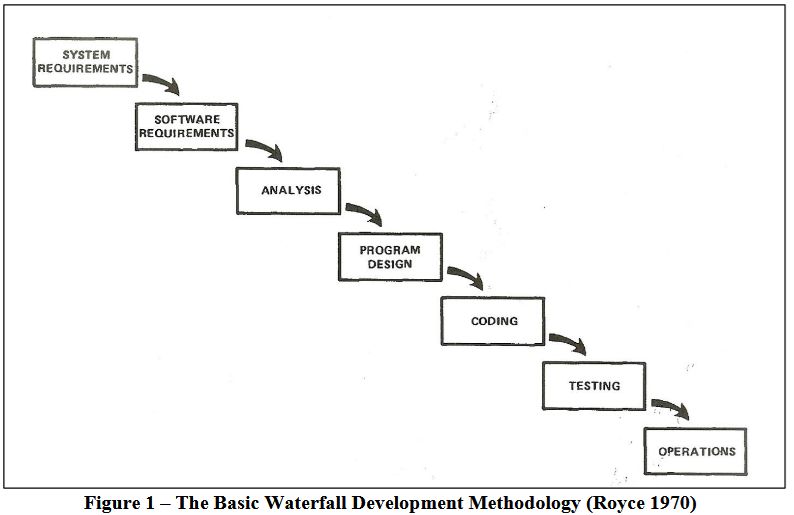 SYSTEM
REQUIREMENTS
SOFTWARE
REQUIREMENTS
ANALYSIS
PROGRAM
DESIGN
CODING
TESTING
OPERATIONS
Figure 1 – The Basic Waterfall Development Methodology (Royce 1970)